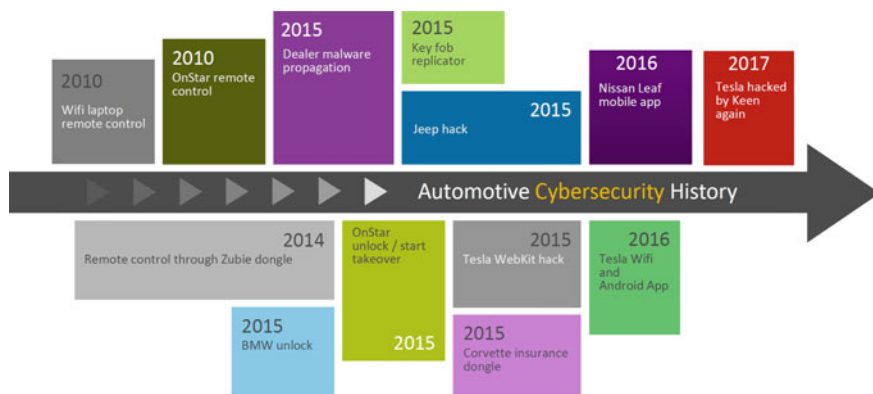 2010
Wifi laptop
remote control
2010
OnStar remote
control
2015
Dealer malware
propagation
2015
Key fob
replicator
2015
Jeep hack
2016
Nissan Leaf
mobile app
2017
Tesla hacked
by Keen
again
Automotive Cybersecurity History
2014
Remote control through Zubie dongle
2015
BMW unlock
OnStar
unlock / start
takeover
2015
2015
Tesla WebKit hack
2015
Corvette insurance
dongle
2016
Tesla Wifi
and
Android App